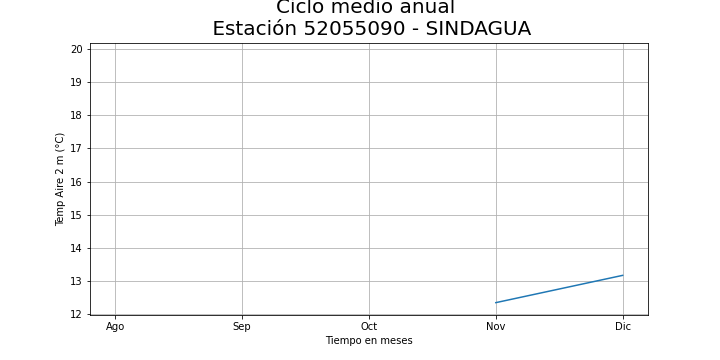 Ciclo medio anual
Estación 52055090 - SINDAGUA
Temp Aire 2 m (°C)
20
19
18
17
16
15
14
13
12
Ago Sep Oct Nov Dic
Tiempo en meses